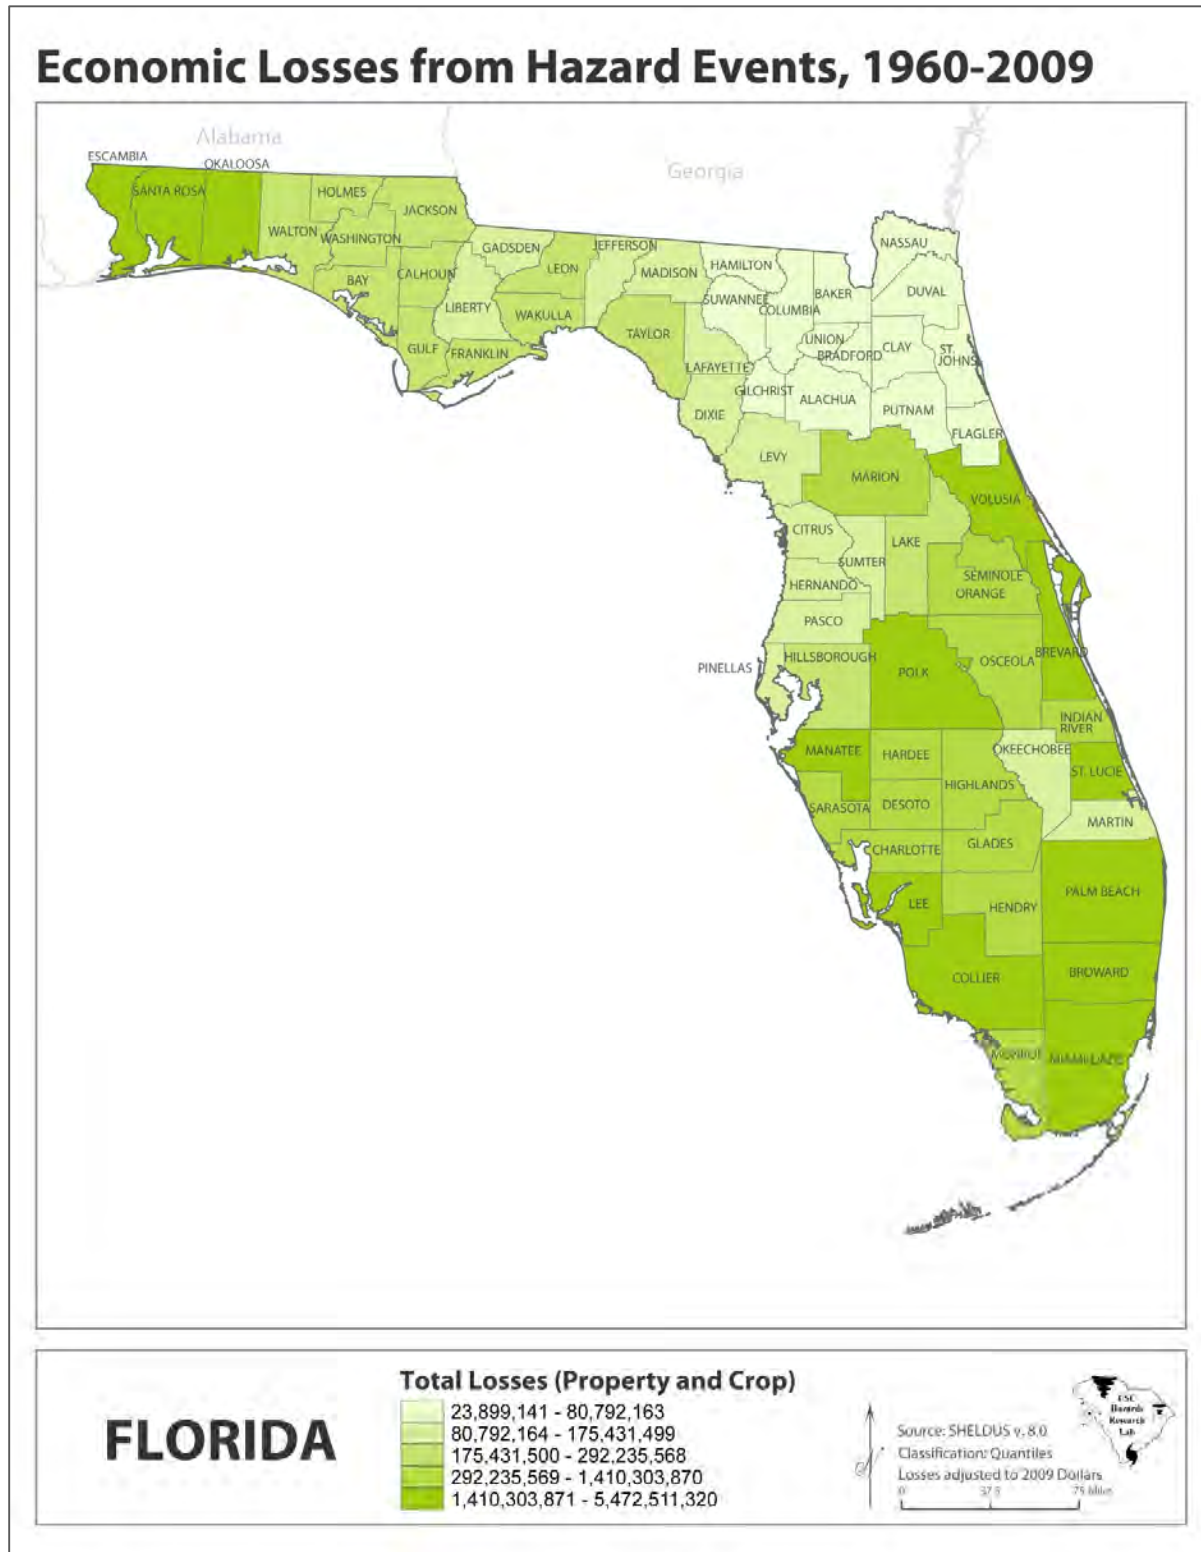 Economic Losses from Hazard Events, 1960-2009
Alabama
Georgia
ESCAMBIA
OKALOOSA
SANTA ROSA
HOLMES
JACKSON
WALTON
WASHINGTON
GADSDEN
JEFFERSON
NASSAU
LEON
MADISON
HAMILTON
BAY
CALHOUN
LIBERTY
SUWANNEE
COLUMBIA
BAKER
DUVAL
WAKULLA
TAYLOR
UNION
BRADFORD
CLAY
ST.
JOHNS
GULF
FRANKLIN
LAFAYETTE
GILCHRIST
ALACHUA
PUTNAM
DIXIE
FLAGLER
LEVY
MARION
VOLUSIA
CITRUS
LAKE
SUMTER
SEMINOLE
HERNANDO
ORANGE
PASCO
PINELLAS
HILLSBOROUGH
POLK
OSCEOLA
BREVARD
INDIAN
RIVER
MANATEE
HARDEE
OKEECHOBEE
ST. LUCIE
HIGHLANDS
SARASOTA
DESOTO
MARTIN
CHARLOTTE
GLADES
LEE
HENDRY
PALM BEACH
COLLIER
BROWARD
MONROE
MIAMI-DADE
FLORIDA
Total Losses (Property and Crop)
23,899,141 - 80,792,163
80,792,164 - 175,431,499
175,431,500 - 292,235,568
292,235,569 - 1,410,303,870
1,410,303,871 - 5,472,511,320
Source: SHELDUS v. 8.0
Classification: Quantiles
Losses adjusted to 2009 Dollars
0 37.5 75 Miles
USC
Hazards
Research
Lab